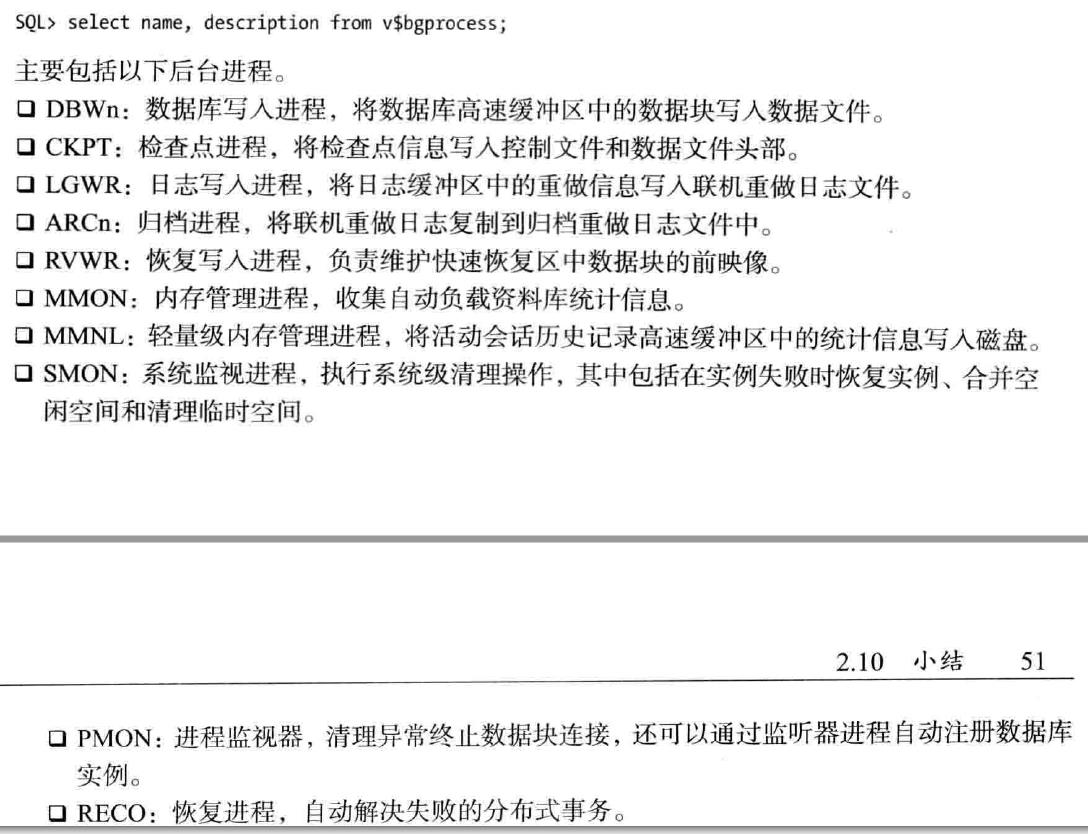 SQL> select name, description from v$bgprocess;
主要包括以下后台进程。
❑ DBWn：数据库写入进程，将数据库高速缓冲区中的数据块写入数据文件。
❑ CKPT：检查点进程，将检查点信息写入控制文件和数据文件头部。
❑ LGWR：日志写入进程，将日志缓冲区中的重做信息写入联机重做日志文件。
❑ ARCn：归档进程，将联机重做日志复制到归档重做日志文件中。
❑ RVWR：恢复写入进程，负责维护快速恢复区中数据块的前映像。
❑ MMON：内存管理进程，收集自动负载资料库统计信息。
❑ MMNL：轻量级内存管理进程，将活动会话历史记录高速缓冲区中的统计信息写入磁盘。
❑ SMON：系统监视进程，执行系统级清理操作，其中包括在实例失败时恢复实例、合并空
闲空间和清理临时空间。
2.10 小结 51
❑ PMON：进程监视器，清理异常终止数据块连接，还可以通过监听器进程自动注册数据库
实例。
❑ RECO：恢复进程，自动解决失败的分布式事务。